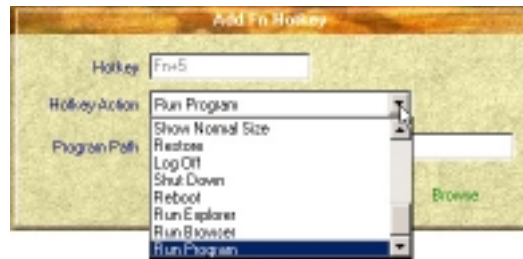 Add Fn Hotkey
Hotkey Fn+5
Hotkey Action Run Program
Show Normal Size
Restore
Program Path
Log Off
Shut Down
Reboot
Browse
Run Explorer
Run Browser
Run Program